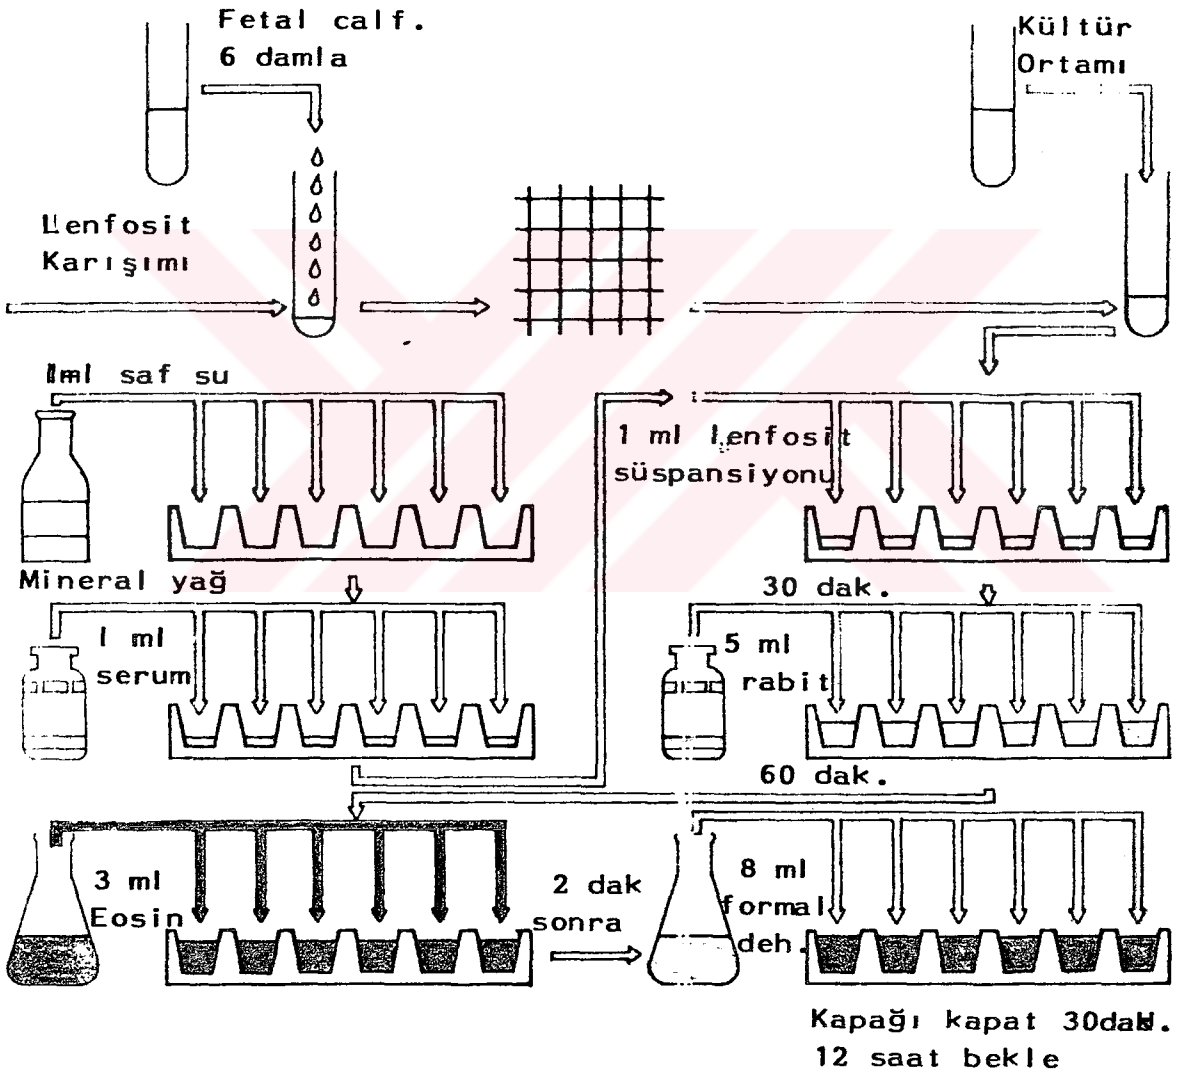 Fetal calf.
6 damla
Kültür
Ortamı
Lenfosit
Karışımı
1ml saf su
1 ml lenfosit
süspansiyonu
Mineral yağ
30 dak.
1 ml
serum
5 ml
rabit
60 dak.
3 ml
Eosin
2 dak
sonra
8 ml
formal
deh.
Kapağı kapat 30dak.
12 saat bekle